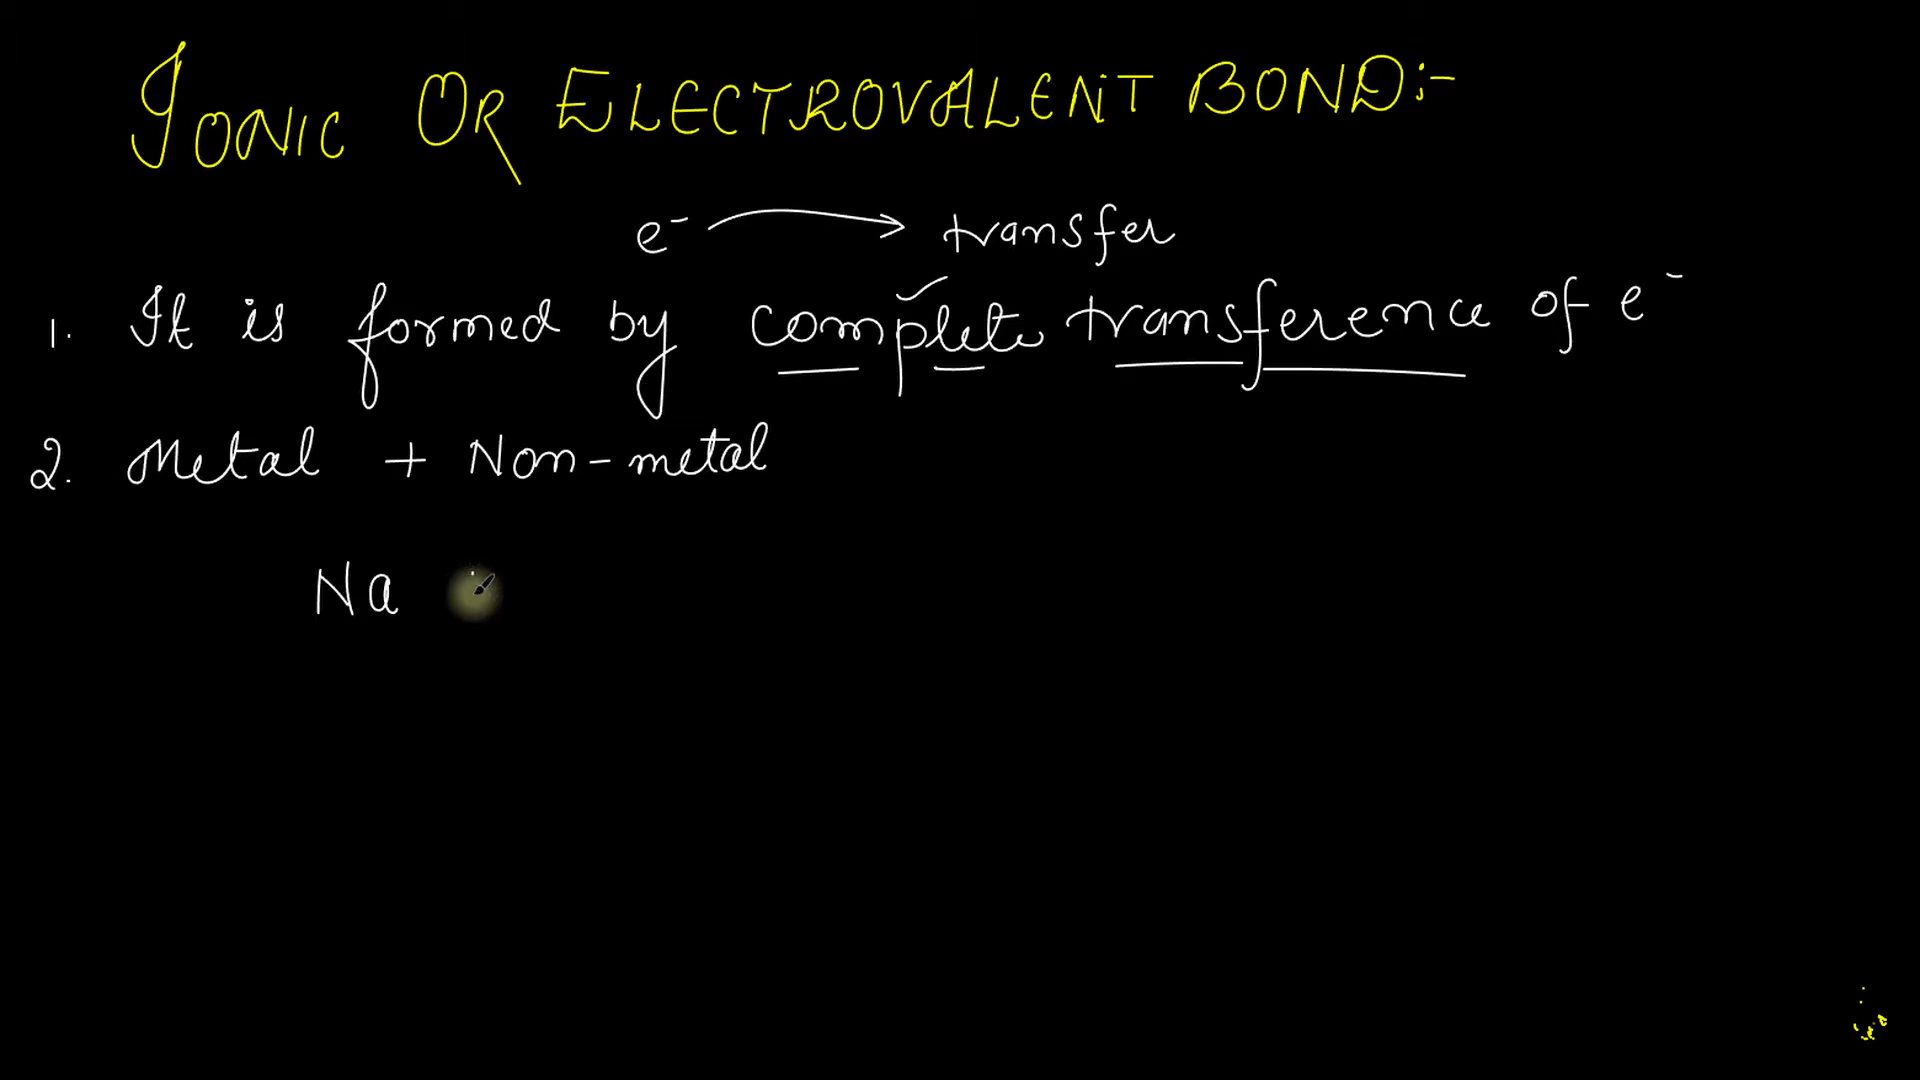 IONIC OR ELECTROVALENT BOND:-
e⁻ → transfer
1. It is formed by complete transference of e⁻
2. Metal + Non-metal
Na